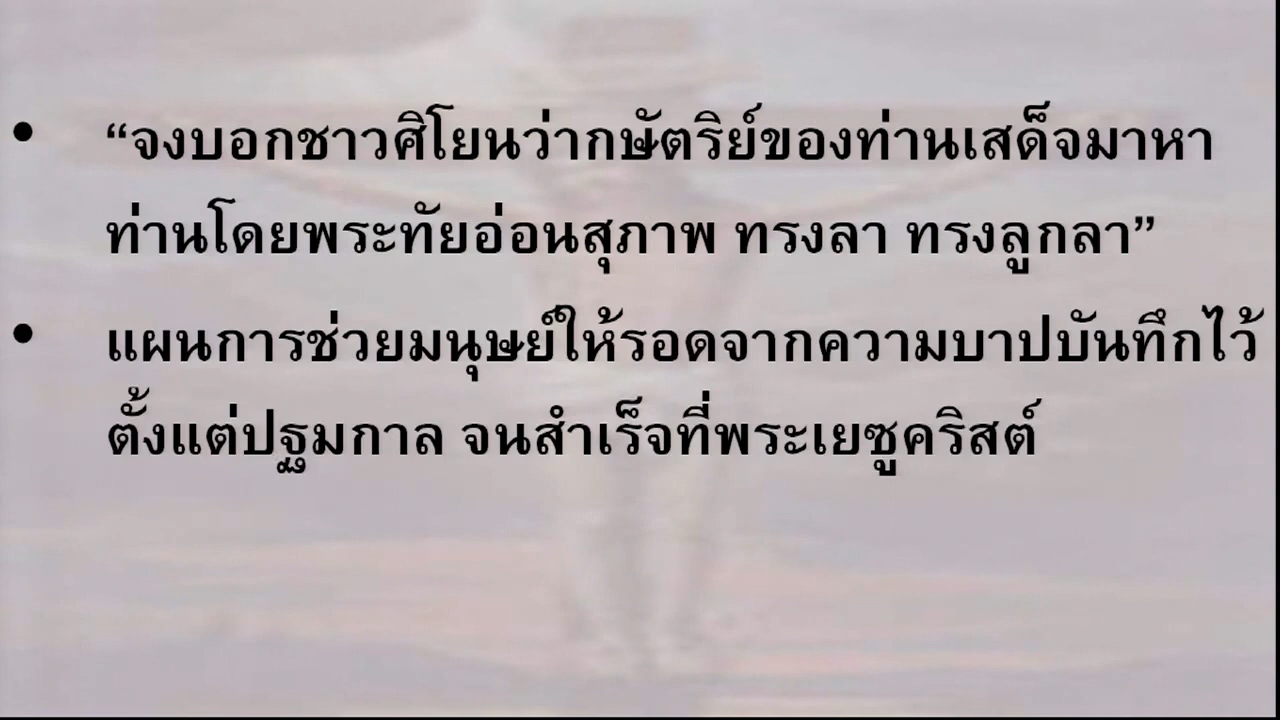 • “จงบอกชาวศิโยนว่ากษัตริย์ของท่านเสด็จมาหา
ท่านโดยพระทัยอ่อนสุภาพ ทรงลา ทรงลูกลา”
• แผนการช่วยมนุษย์ให้รอดจากความบาปบันทึกไว้
ตั้งแต่ปฐมกาล จนสำเร็จที่พระเยซูคริสต์